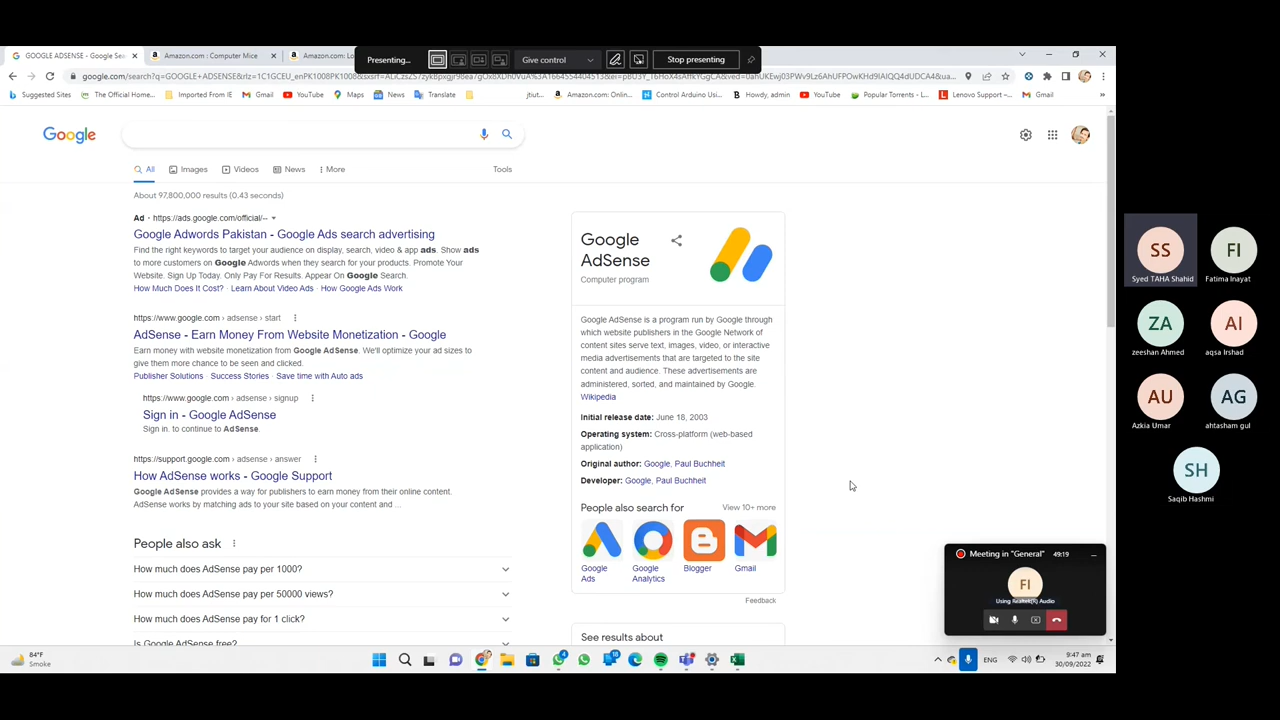 GOOGLE ADSENSE - Google Sea
Amazon.com : Computer Mice
Amazon.com: Lo
Presenting...
Give control
Stop presenting
Suggested Sites
The Official Home...
Imported From IE
Gmail
YouTube
Maps
News
Translate
jtiut...
Amazon.com: Onlin...
Control Arduino Usi...
Howdy, admin
YouTube
Popular Torrents - L...
Lenovo Support –...
Gmail
Google
All
Images
Videos
News
More
Tools
About 97,800,000 results (0.43 seconds)
Ad · https://ads.google.com/official/--
Google Adwords Pakistan - Google Ads search advertising
Find the right keywords to target your audience on display, search, video & app ads. Show ads
to more customers on Google Adwords when they search for your products. Promote Your
Website. Sign Up Today. Only Pay For Results. Appear On Google Search.
How Much Does It Cost? · Learn About Video Ads · How Google Ads Work
https://www.google.com › adsense › start
AdSense - Earn Money From Website Monetization - Google
Earn money with website monetization from Google AdSense. We'll optimize your ad sizes to
give them more chance to be seen and clicked.
Publisher Solutions · Success Stories · Save time with Auto ads
https://www.google.com › adsense › signup
Sign in - Google AdSense
Sign in. to continue to AdSense.
https://support.google.com › adsense › answer
How AdSense works - Google Support
Google AdSense provides a way for publishers to earn money from their online content.
AdSense works by matching ads to your site based on your content and ...
People also ask
How much does AdSense pay per 1000?
How much does AdSense pay per 50000 views?
How much does AdSense pay for 1 click?
Is Google AdSense free?
Google
AdSense
Computer program
Google AdSense is a program run by Google through
which website publishers in the Google Network of
content sites serve text, images, video, or interactive
media advertisements that are targeted to the site
content and audience. These advertisements are
administered, sorted, and maintained by Google.
Wikipedia
Initial release date: June 18, 2003
Operating system: Cross-platform (web-based
application)
Original author: Google, Paul Buchheit
Developer: Google, Paul Buchheit
People also search for
View 10+ more
Google
Ads
Google
Analytics
Blogger
Gmail
Feedback
See results about
Meeting in "General"
49:19
FI
Using Realtek(R) Audio
SS
Syed TAHA Shahid
FI
Fatima Inayat
ZA
zeeshan Ahmed
AI
aqsa Irshad
AU
Azkia Umar
AG
ahtasham gul
SH
Saqib Hashmi
84°F
Smoke
4
18
ENG
9:47 am
30/09/2022